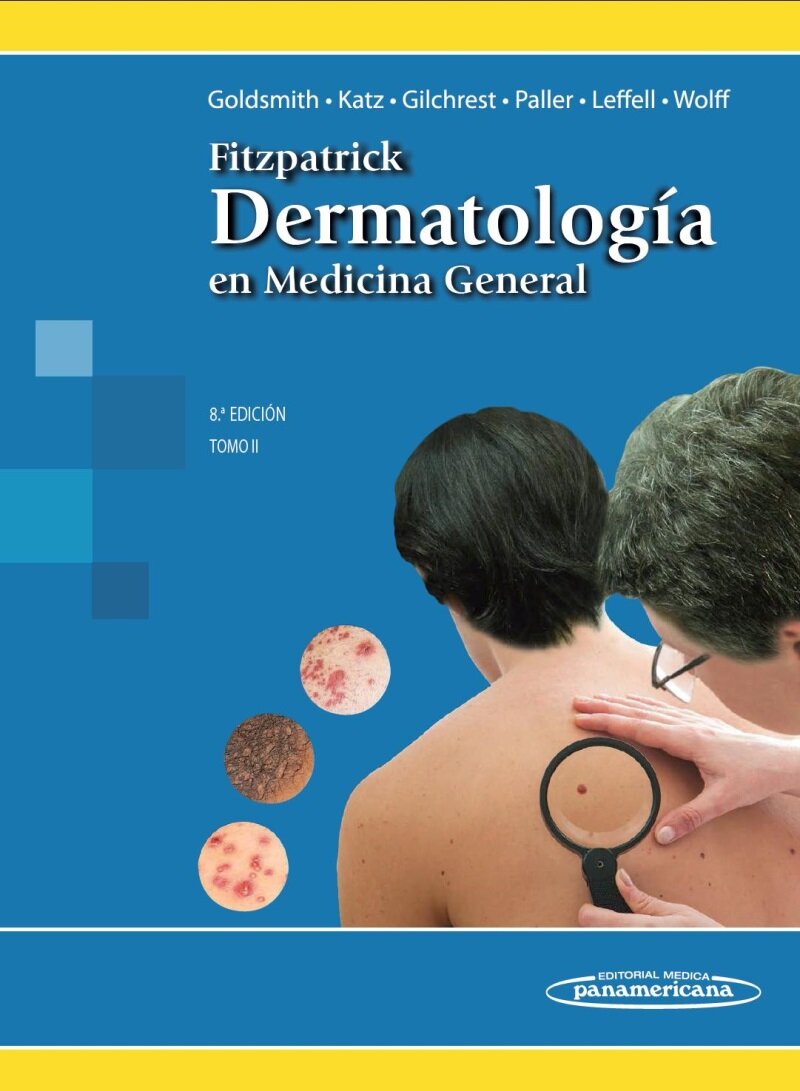 Goldsmith • Katz • Gilchrest • Paller • Leffell • Wolff
Fitzpatrick
Dermatología
en Medicina General
8.ª EDICIÓN
TOMO II
EDITORIAL MEDICA
panamericana